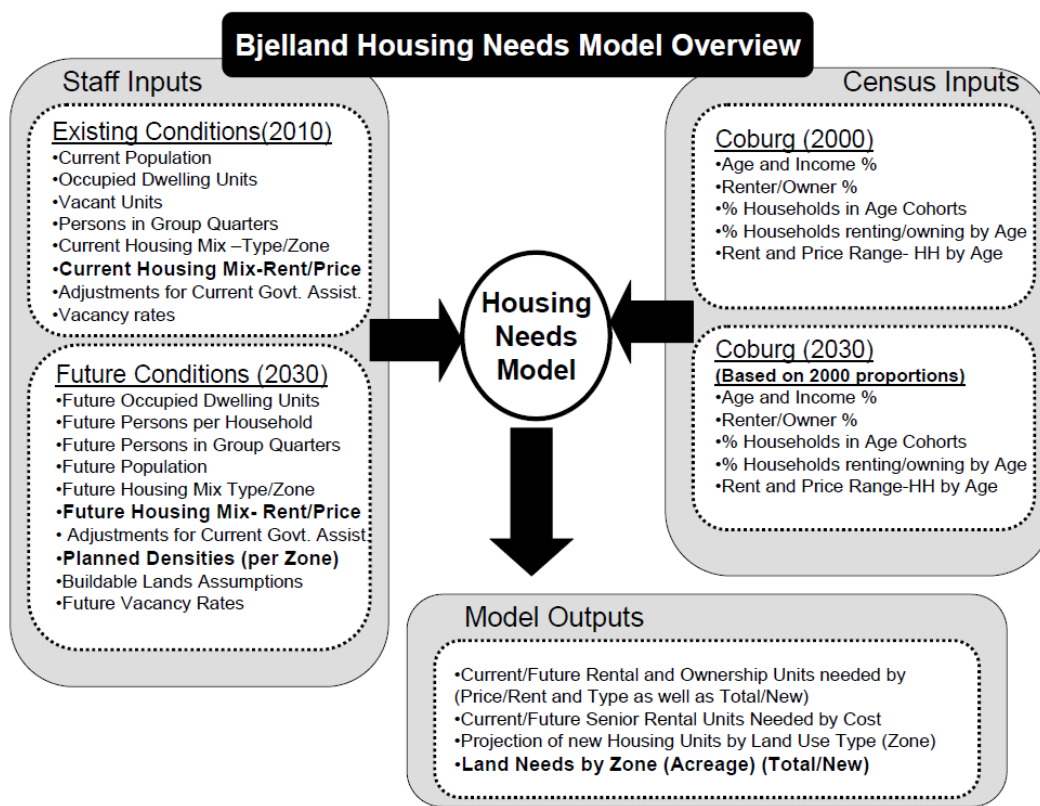 Bjelland Housing Needs Model Overview
Staff Inputs
Existing Conditions(2010)
•Current Population
•Occupied Dwelling Units
•Vacant Units
•Persons in Group Quarters
•Current Housing Mix –Type/Zone
•Current Housing Mix-Rent/Price
•Adjustments for Current Govt. Assist.
•Vacancy rates
Future Conditions (2030)
•Future Occupied Dwelling Units
•Future Persons per Household
•Future Persons in Group Quarters
•Future Population
•Future Housing Mix Type/Zone
•Future Housing Mix- Rent/Price
• Adjustments for Current Govt. Assist.
•Planned Densities (per Zone)
•Buildable Lands Assumptions
•Future Vacancy Rates
Housing
Needs
Model
Census Inputs
Coburg (2000)
•Age and Income %
•Renter/Owner %
•% Households in Age Cohorts
•% Households renting/owning by Age
•Rent and Price Range- HH by Age
Coburg (2030)
(Based on 2000 proportions)
•Age and Income %
•Renter/Owner %
•% Households in Age Cohorts
•% Households renting/owning by Age
•Rent and Price Range-HH by Age
Model Outputs
•Current/Future Rental and Ownership Units needed by
(Price/Rent and Type as well as Total/New)
•Current/Future Senior Rental Units Needed by Cost
•Projection of new Housing Units by Land Use Type (Zone)
•Land Needs by Zone (Acreage) (Total/New)